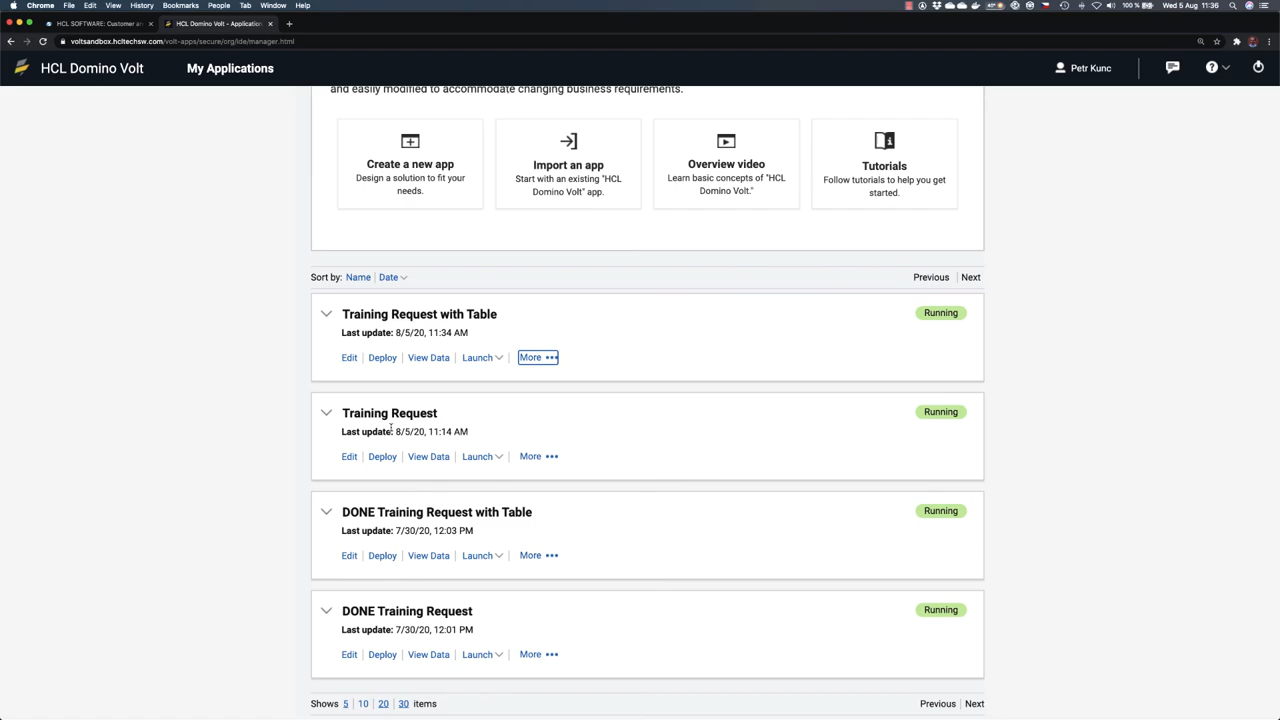 Chrome File Edit View History Bookmarks People Tab Window Help 100 % Wed 5 Aug 11:36
HCL SOFTWARE: Customer an HCL Domino Volt - Application
voltsandbox.hcltechsw.com/volt-apps/secure/org/ide/manager.html
HCL Domino Volt My Applications Petr Kunc
and easily modified to accommodate changing business requirements.
Create a new app
Design a solution to fit your
needs.
Import an app
Start with an existing "HCL
Domino Volt" app.
Overview video
Learn basic concepts of "HCL
Domino Volt."
Tutorials
Follow tutorials to help you get
started.
Sort by: Name | Date Previous | Next
Training Request with Table Running
Last update: 8/5/20, 11:34 AM
Edit | Deploy | View Data | Launch | More •••
Training Request Running
Last update: 8/5/20, 11:14 AM
Edit | Deploy | View Data | Launch | More •••
DONE Training Request with Table Running
Last update: 7/30/20, 12:03 PM
Edit | Deploy | View Data | Launch | More •••
DONE Training Request Running
Last update: 7/30/20, 12:01 PM
Edit | Deploy | View Data | Launch | More •••
Shows 5 | 10 | 20 | 30 items Previous | Next